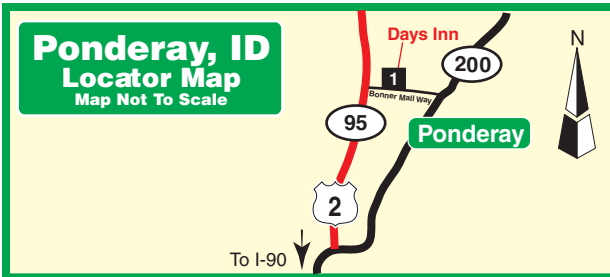 Ponderay, ID
Locator Map
Map Not To Scale
Days Inn
N
200
1
Bonner Mall Way
95
Ponderay
2
To I-90